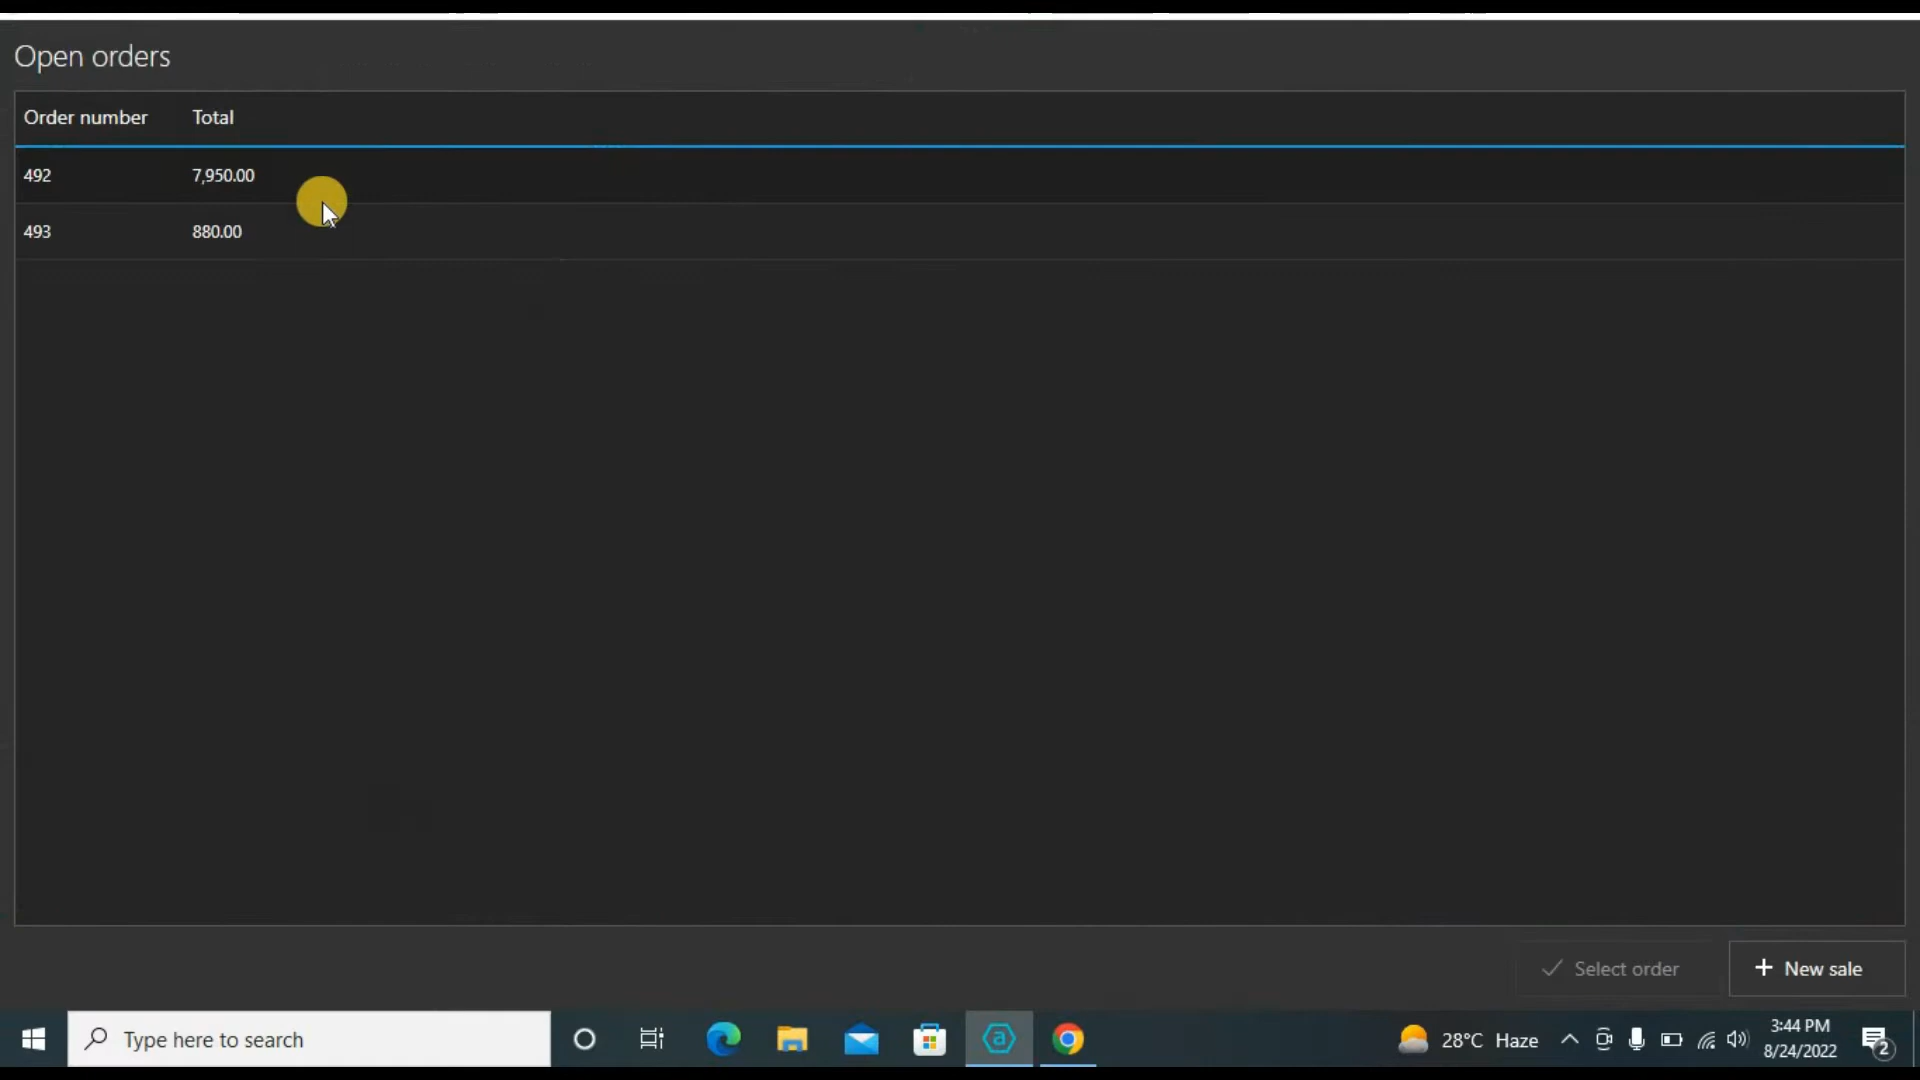 Open orders
Order number Total
492 7,950.00
493 880.00
Select order
New sale
Type here to search
a
28°C Haze
3:44 PM
8/24/2022
2